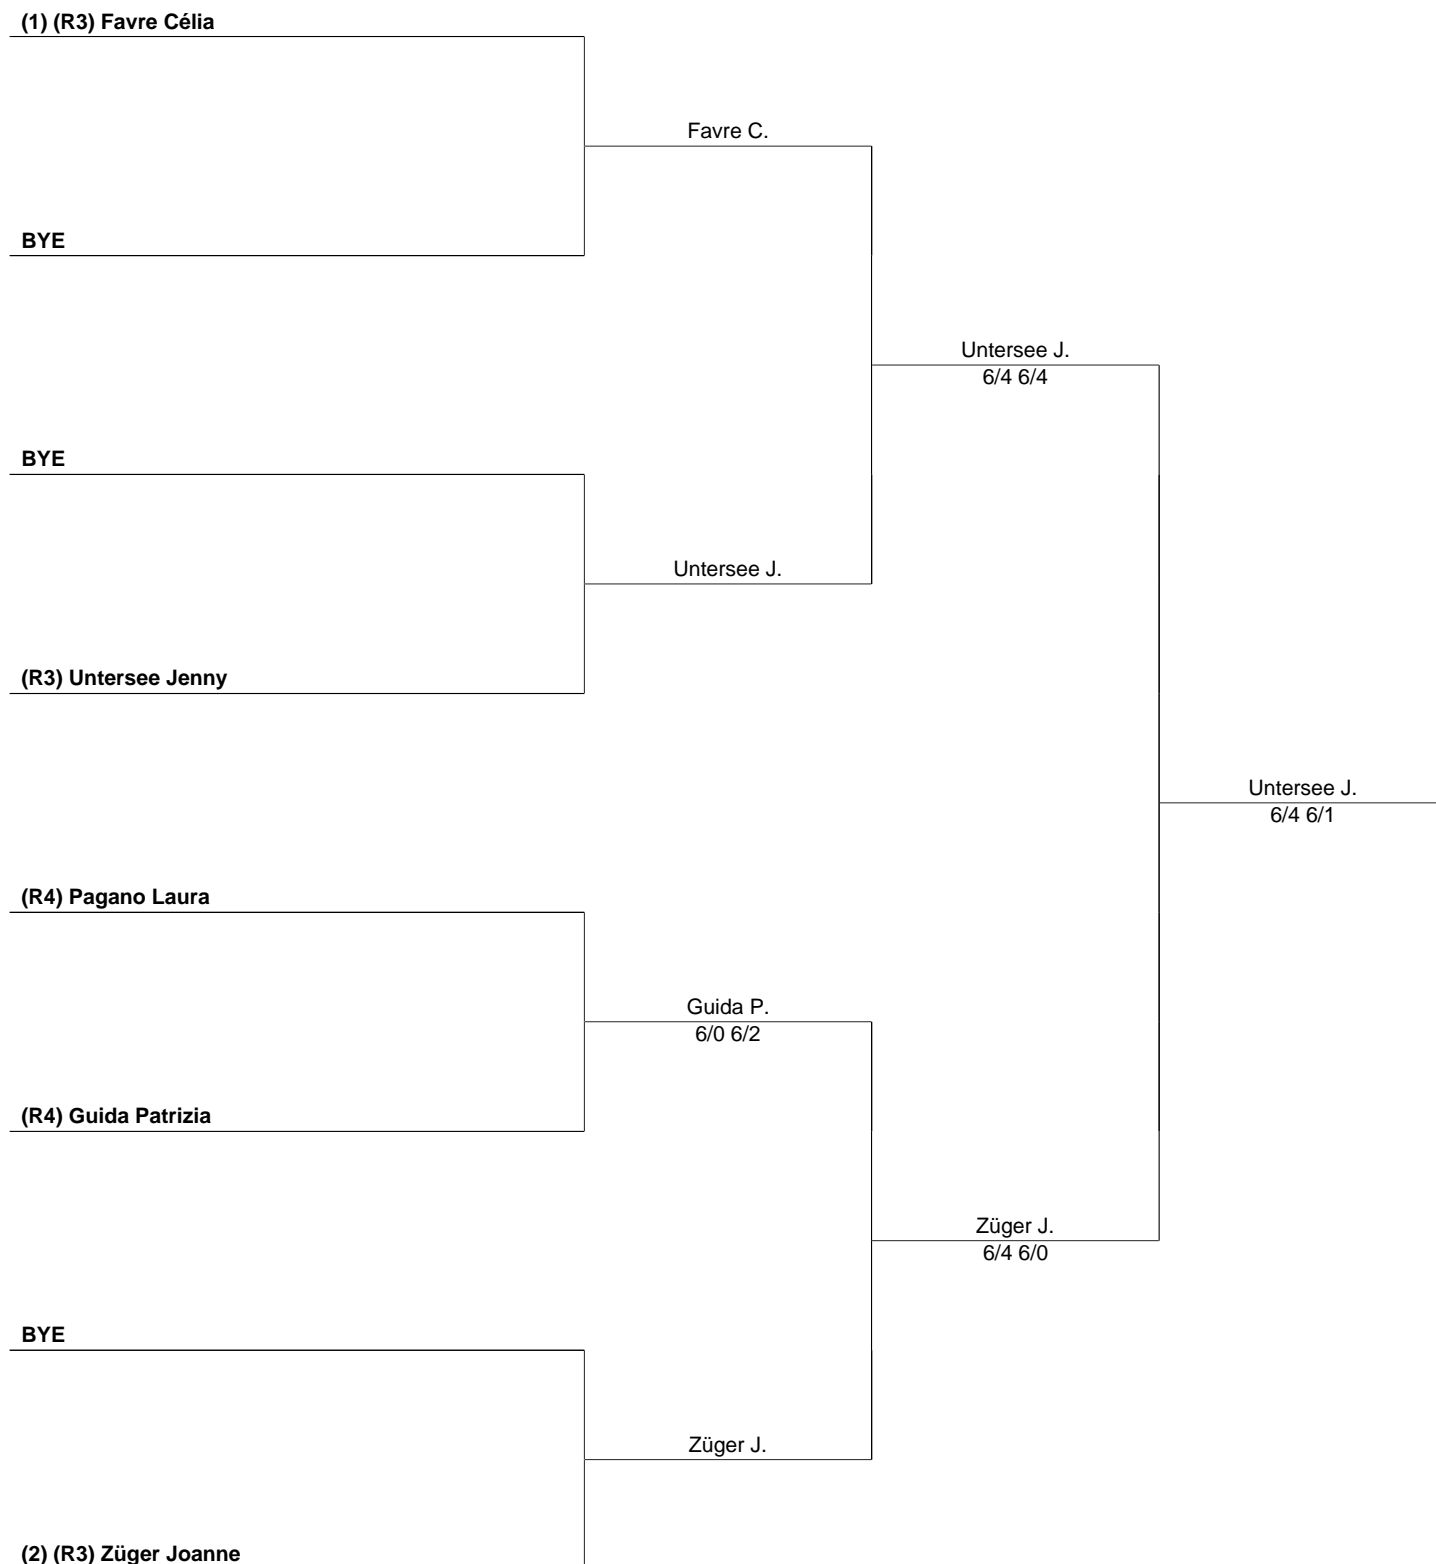 (1) (R3) Favre Célia
Favre C.
BYE
Untersee J.
6/4 6/4
BYE
Untersee J.
(R3) Untersee Jenny
Untersee J.
6/4 6/1
(R4) Pagano Laura
Guida P.
6/0 6/2
(R4) Guida Patrizia
Züger J.
6/4 6/0
BYE
Züger J.
(2) (R3) Züger Joanne